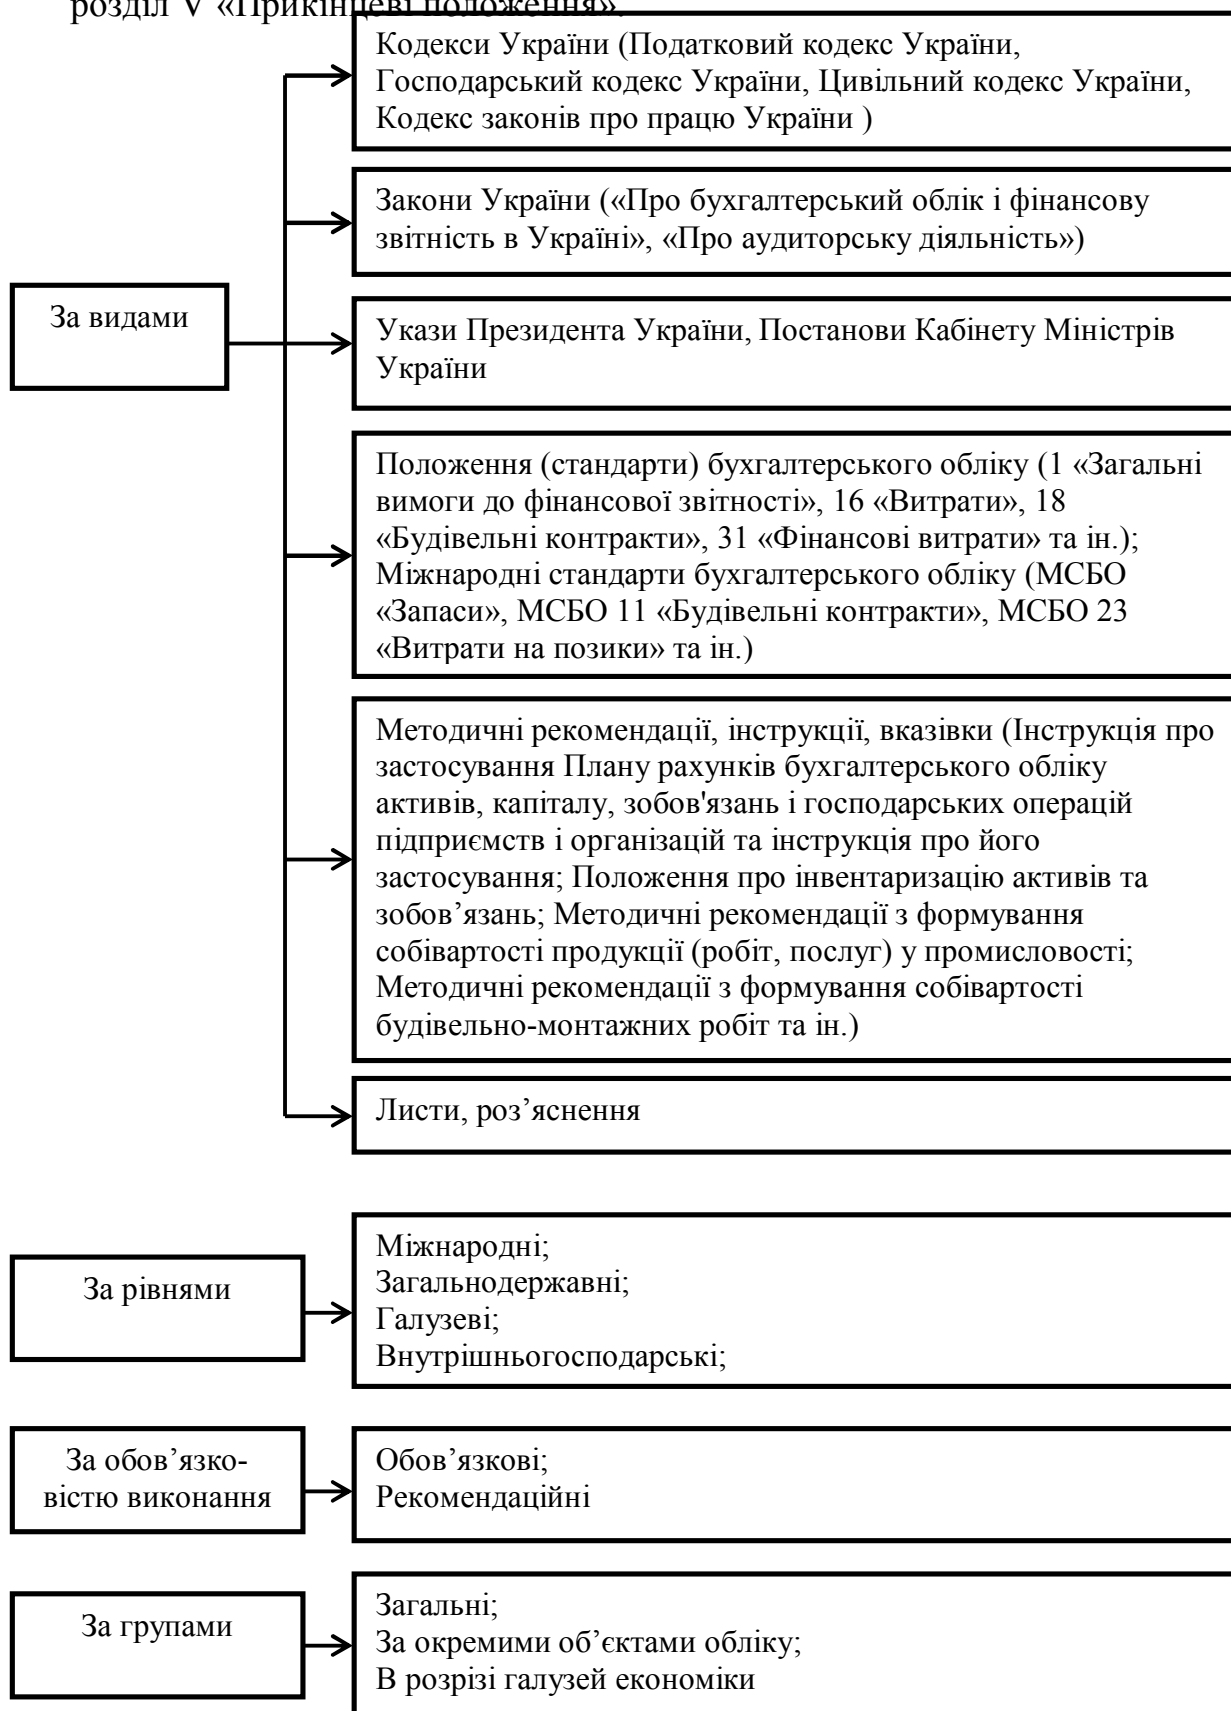 розділ V «Прикінцеві положення».
Кодекси України (Податковий кодекс України,
Господарський кодекс України, Цивільний кодекс України,
Кодекс законів про працю України )
Закони України («Про бухгалтерський облік і фінансову
звітність в Україні», «Про аудиторську діяльність»)
За видами
Укази Президента України, Постанови Кабінету Міністрів
України
Положення (стандарти) бухгалтерського обліку (1 «Загальні
вимоги до фінансової звітності», 16 «Витрати», 18
«Будівельні контракти», 31 «Фінансові витрати» та ін.);
Міжнародні стандарти бухгалтерського обліку (МСБО
«Запаси», МСБО 11 «Будівельні контракти», МСБО 23
«Витрати на позики» та ін.)
Методичні рекомендації, інструкції, вказівки (Інструкція про
застосування Плану рахунків бухгалтерського обліку
активів, капіталу, зобов'язань і господарських операцій
підприємств і організацій та інструкція про його
застосування; Положення про інвентаризацію активів та
зобов’язань; Методичні рекомендації з формування
собівартості продукції (робіт, послуг) у промисловості;
Методичні рекомендації з формування собівартості
будівельно-монтажних робіт та ін.)
Листи, роз’яснення
За рівнями
Міжнародні;
Загальнодержавні;
Галузеві;
Внутрішньогосподарські;
За обов’язко-
вістю виконання
Обов’язкові;
Рекомендаційні
За групами
Загальні;
За окремими об’єктами обліку;
В розрізі галузей економіки